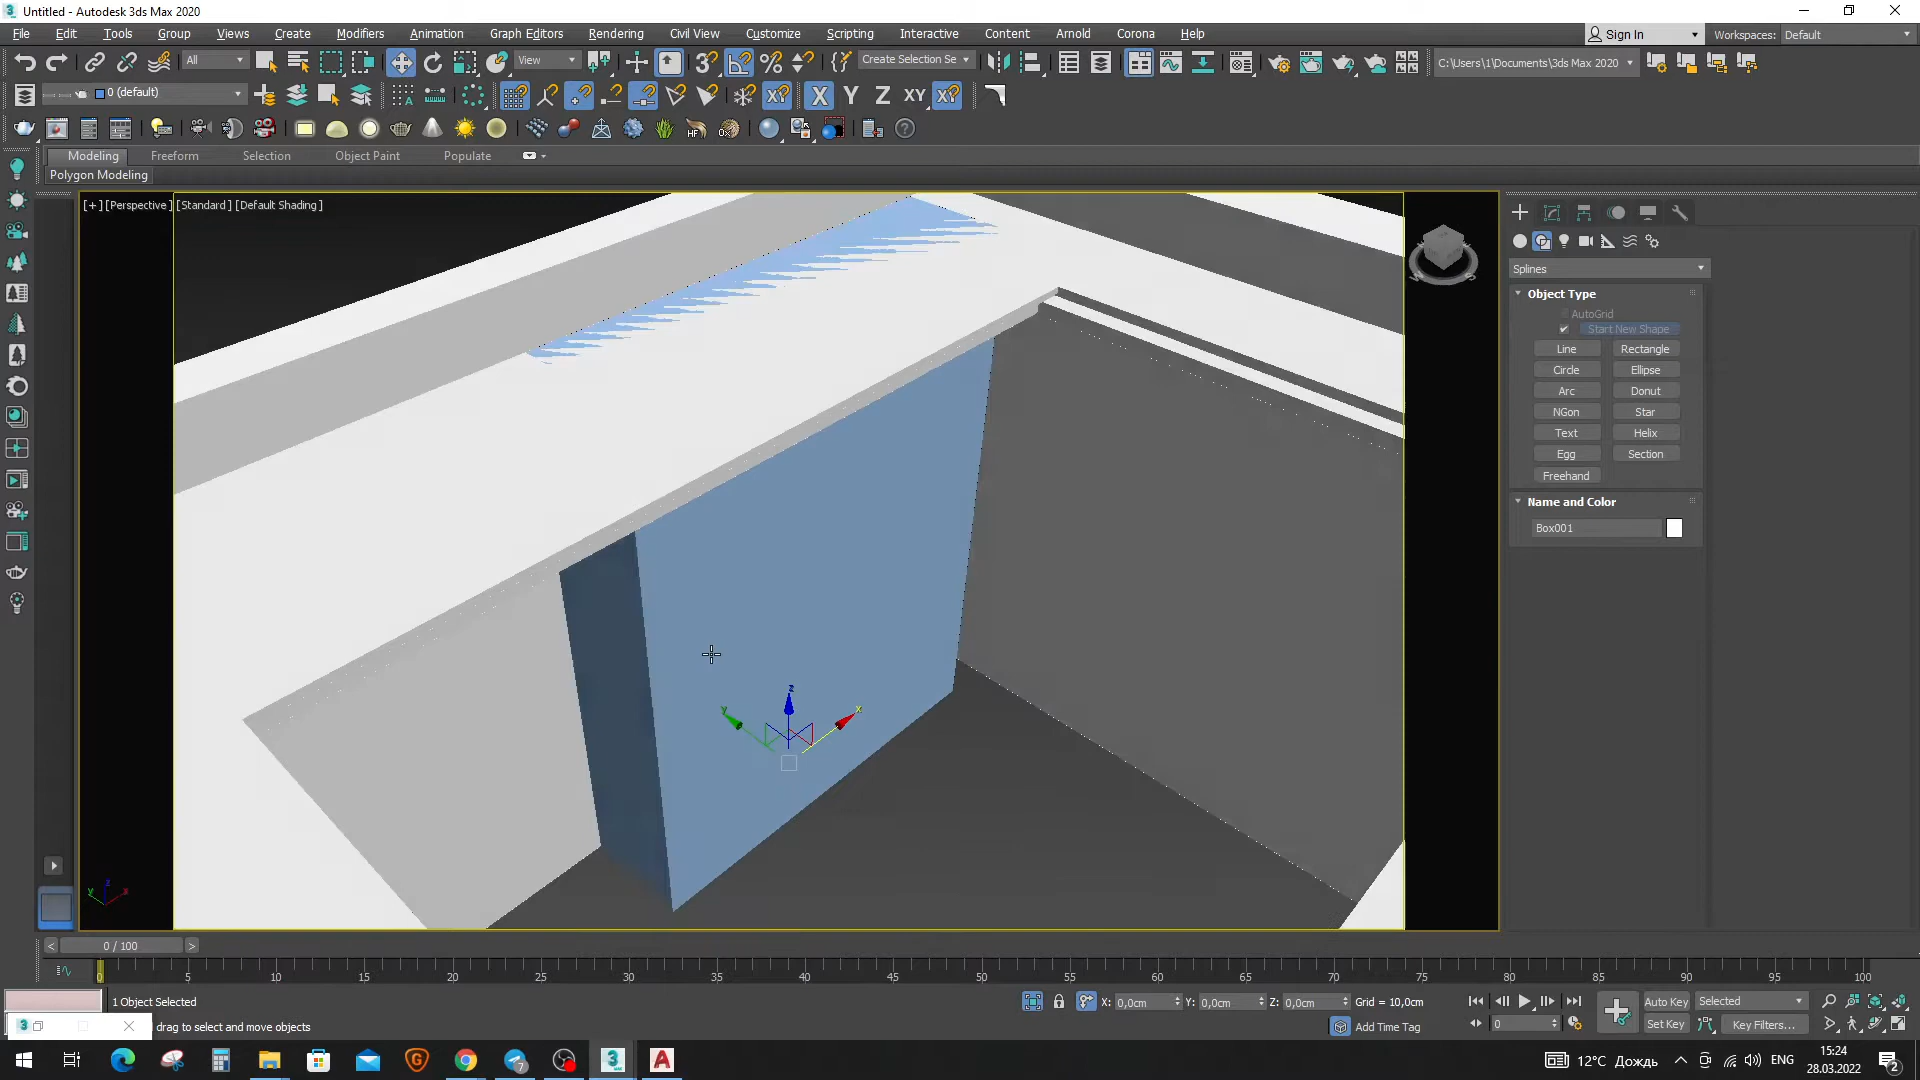 Untitled - Autodesk 3ds Max 2020
File Edit Tools Group Views Create Modifiers Animation Graph Editors Rendering Civil View Customize Scripting Interactive Content Arnold Corona Help
Sign In Workspaces: Default
All View Create Selection Se C:\Users\1\Documents\3ds Max 2020
0 (default) X Y Z XY
Modeling Freeform Selection Object Paint Populate
Polygon Modeling
[+] [Perspective] [Standard] [Default Shading]
Splines
Object Type
AutoGrid
Start New Shape
Line Rectangle
Circle Ellipse
Arc Donut
NGon Star
Text Helix
Egg Section
Freehand
Name and Color
Box001
z
y x
z
y x
< 0 / 100 >
0 5 10 15 20 25 30 35 40 45 50 55 60 65 70 75 80 85 90 95 100
1 Object Selected X: 0,0cm Y: 0,0cm Z: 0,0cm Grid = 10,0cm Auto Key Selected
drag to select and move objects Add Time Tag 0 Set Key Key Filters...
12°C Дождь ENG 15:24
28.03.2022
2
7